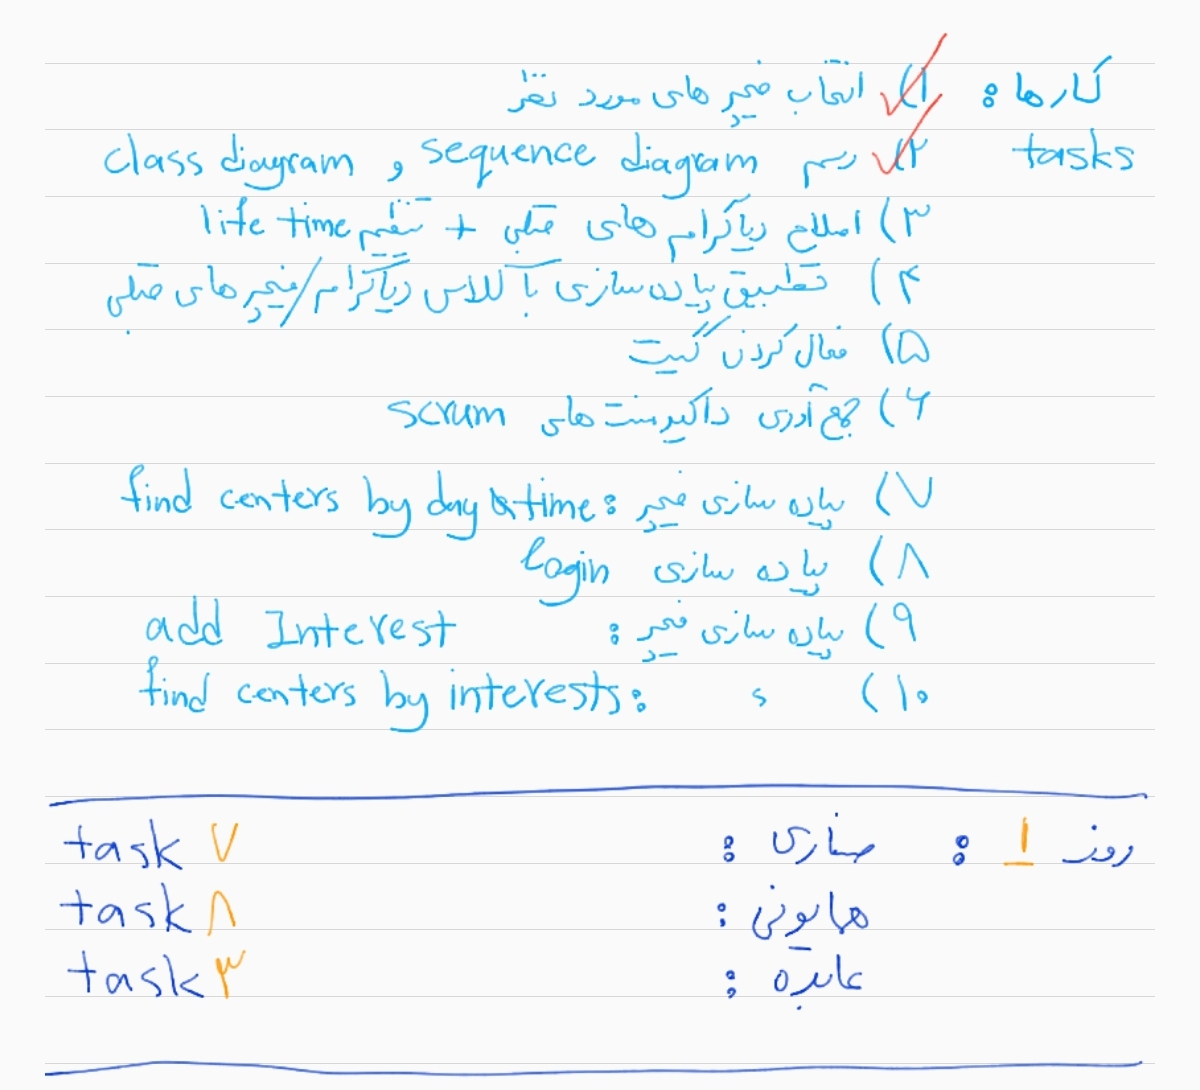 کارها : ۱) انتخاب فیچر های مورد نظر
tasks ۲) رسم sequence diagram و class diagram
۳) اصلاح دیاگرام های قبلی + تنظیم life time
۴) تطبیق پیاده سازی با کلاس دیاگرام/فیچر های قبلی
۵) فعال کردن گیت
۶) جمع آوری داکیومنت های scrum
۷) پیاده سازی فیچر : find centers by day & time
۸) پیاده سازی login
۹) پیاده سازی فیچر : add Interest
۱۰) : find centers by interests
روز ۱ : صفاری : task ۷
همایونی : task ۸
عابده : task ۳